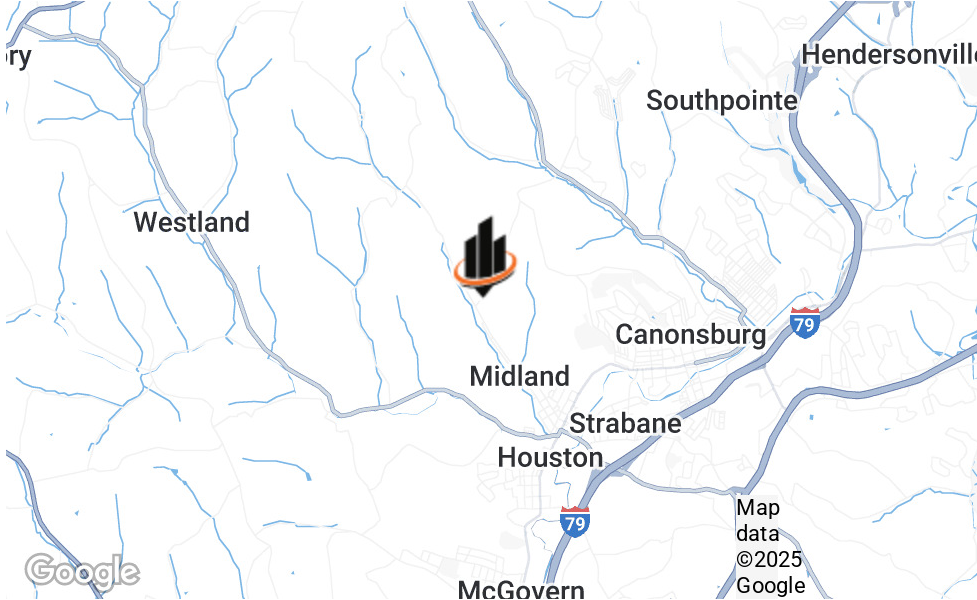 ry
Hendersonville
Southpointe
Westland
79
Canonsburg
Midland
Strabane
Houston
79
Map
data
©2025
Google
Google
McGovern